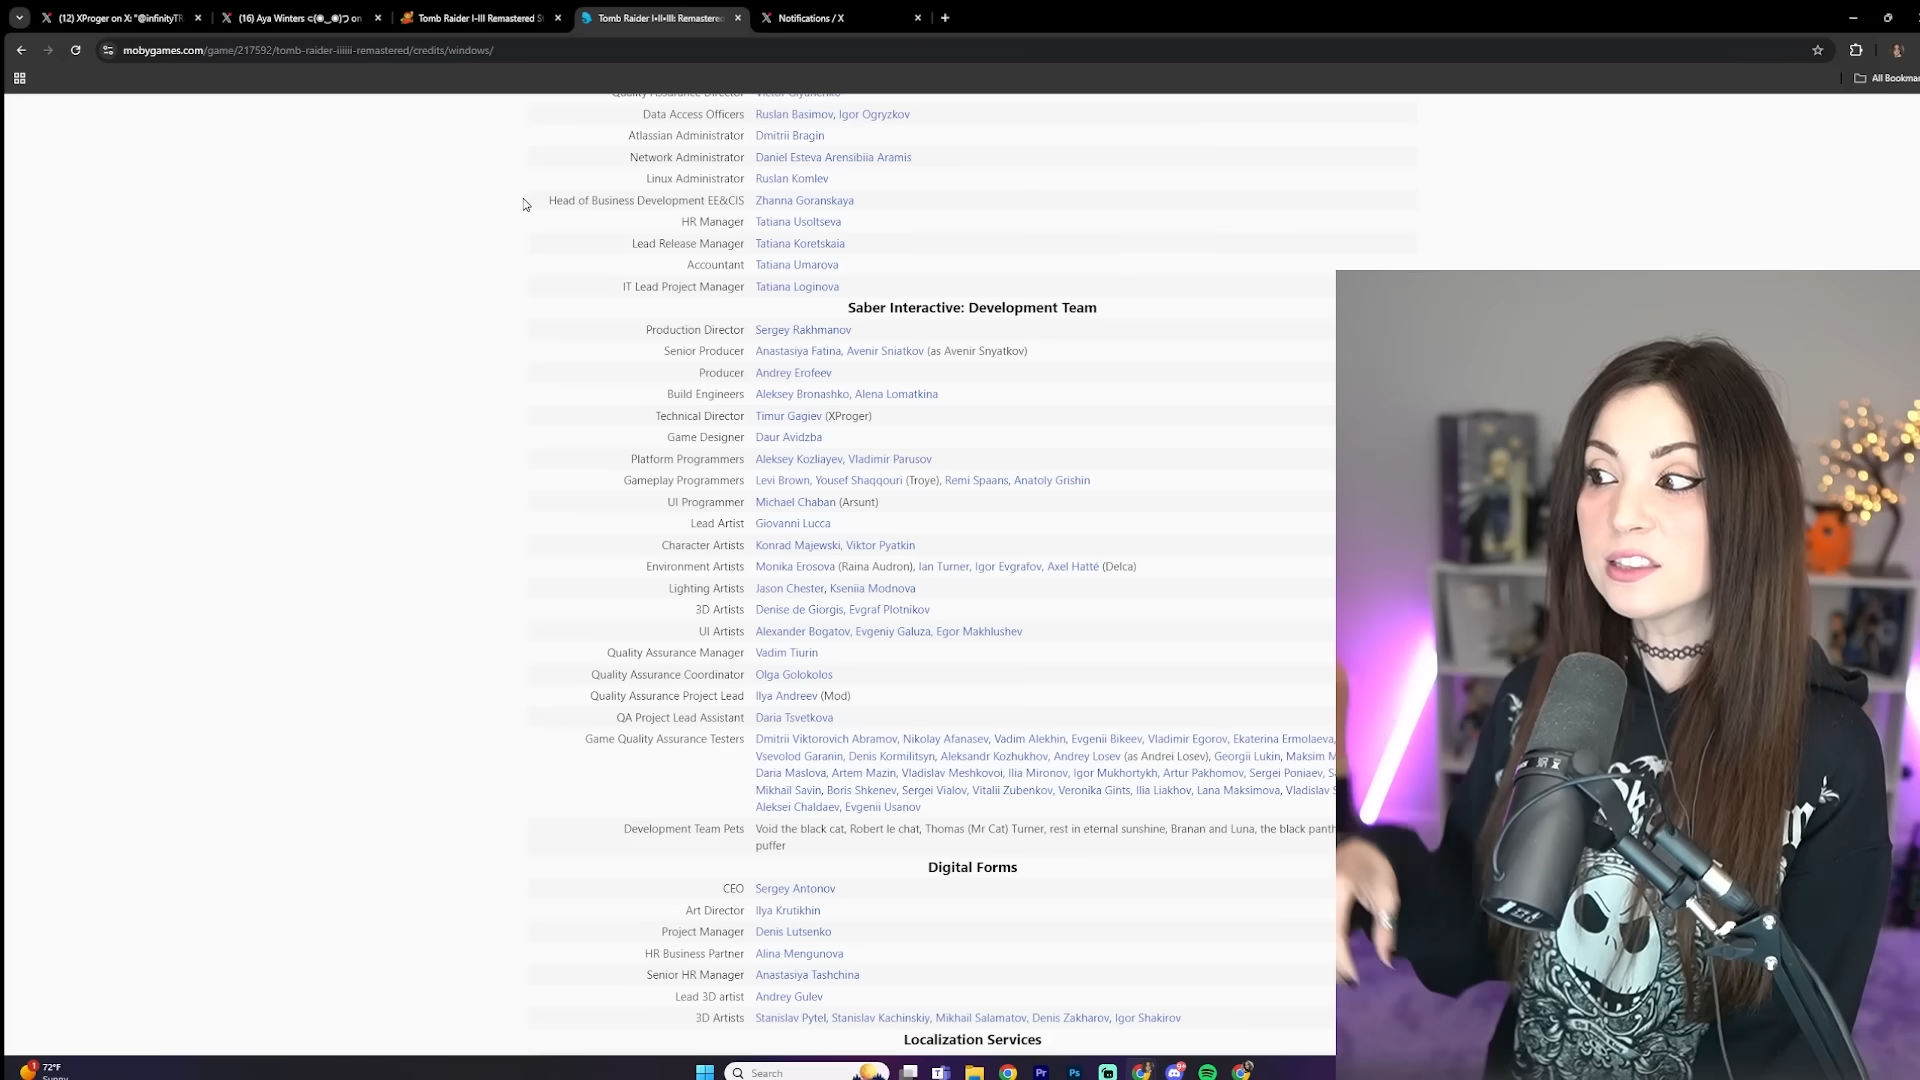 (12) XProger on X: "@infinityTR
(16) Aya Winters
Tomb Raider I-III Remastered
Tomb Raider I•II•III: Remastered
Notifications / X
mobygames.com/game/217592/tomb-raider-iiiiii-remastered/credits/windows/
All Bookmar
Data Access Officers Ruslan Basimov, Igor Ogryzkov
Atlassian Administrator Dmitrii Bragin
Network Administrator Daniel Esteva Arensibiia Aramis
Linux Administrator Ruslan Komlev
Head of Business Development EE&CIS Zhanna Goranskaya
HR Manager Tatiana Usoltseva
Lead Release Manager Tatiana Koretskaia
Accountant Tatiana Umarova
IT Lead Project Manager Tatiana Loginova
Saber Interactive: Development Team
Production Director Sergey Rakhmanov
Senior Producer Anastasiya Fatina, Avenir Sniatkov (as Avenir Snyatkov)
Producer Andrey Erofeev
Build Engineers Aleksey Bronashko, Alena Lomatkina
Technical Director Timur Gagiev (XProger)
Game Designer Daur Avidzba
Platform Programmers Aleksey Kozliayev, Vladimir Parusov
Gameplay Programmers Levi Brown, Yousef Shaqqouri (Troye), Remi Spaans, Anatoly Grishin
UI Programmer Michael Chaban (Arsunt)
Lead Artist Giovanni Lucca
Character Artists Konrad Majewski, Viktor Pyatkin
Environment Artists Monika Erosova (Raina Audron), Ian Turner, Igor Evgrafov, Axel Hatté (Delca)
Lighting Artists Jason Chester, Kseniia Modnova
3D Artists Denise de Giorgis, Evgraf Plotnikov
UI Artists Alexander Bogatov, Evgeniy Galuza, Egor Makhlushev
Quality Assurance Manager Vadim Tiurin
Quality Assurance Coordinator Olga Golokolos
Quality Assurance Project Lead Ilya Andreev (Mod)
QA Project Lead Assistant Daria Tsvetkova
Game Quality Assurance Testers Dmitrii Viktorovich Abramov, Nikolay Afanasev, Vadim Alekhin, Evgenii Bikeev, Vladimir Egorov, Ekaterina Ermolaeva,
Vsevolod Garanin, Denis Kormilitsyn, Aleksandr Kozhukhov, Andrey Losev (as Andrei Losev), Georgii Lukin, Maksim M
Daria Maslova, Artem Mazin, Vladislav Meshkovoi, Ilia Mironov, Igor Mukhortykh, Artur Pakhomov, Sergei Poniaev, S
Mikhail Savin, Boris Shkenev, Sergei Vialov, Vitalii Zubenkov, Veronika Gints, Ilia Liakhov, Lana Maksimova, Vladislav S
Aleksei Chaldaev, Evgenii Usanov
Development Team Pets Void the black cat, Robert le chat, Thomas (Mr Cat) Turner, rest in eternal sunshine, Branan and Luna, the black panth
puffer
Digital Forms
CEO Sergey Antonov
Art Director Ilya Krutikhin
Project Manager Denis Lutsenko
HR Business Partner Alina Mengunova
Senior HR Manager Anastasiya Tashchina
Lead 3D artist Andrey Gulev
3D Artists Stanislav Pytel, Stanislav Kachinskiy, Mikhail Salamatov, Denis Zakharov, Igor Shakirov
Localization Services
1
72°F
Sunny
Search